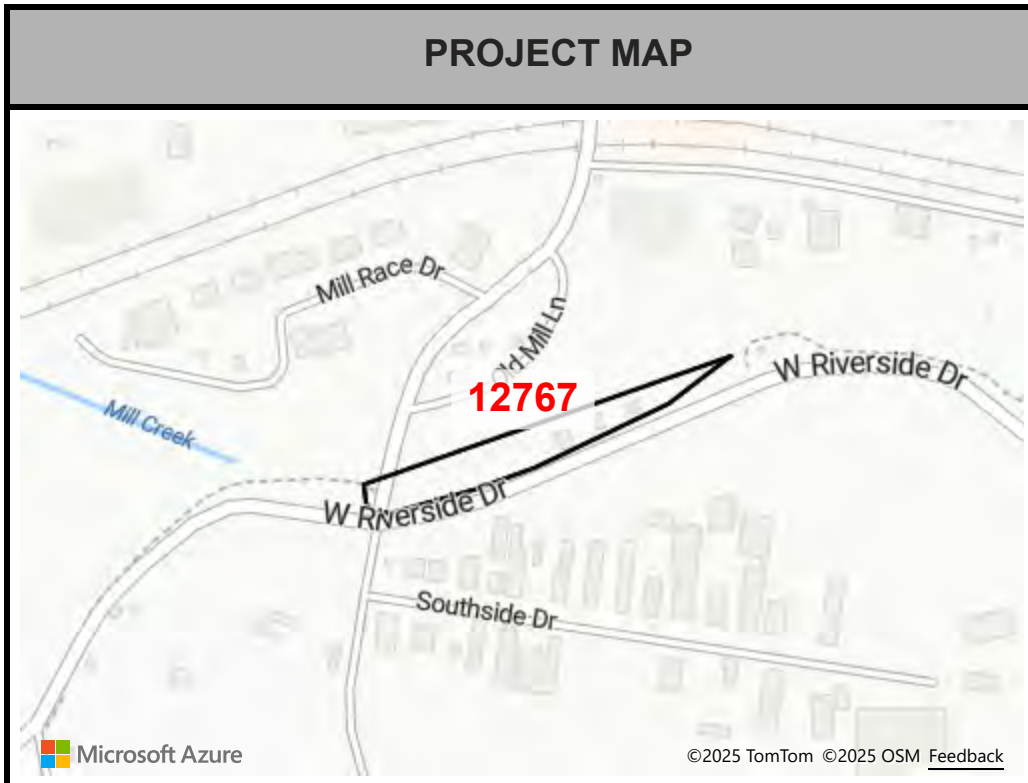 PROJECT MAP
Mill Race Dr
Old Mill Ln
12767
W Riverside Dr
Mill Creek
W Riverside Dr
Southside Dr
Microsoft Azure
©2025 TomTom ©2025 OSM Feedback